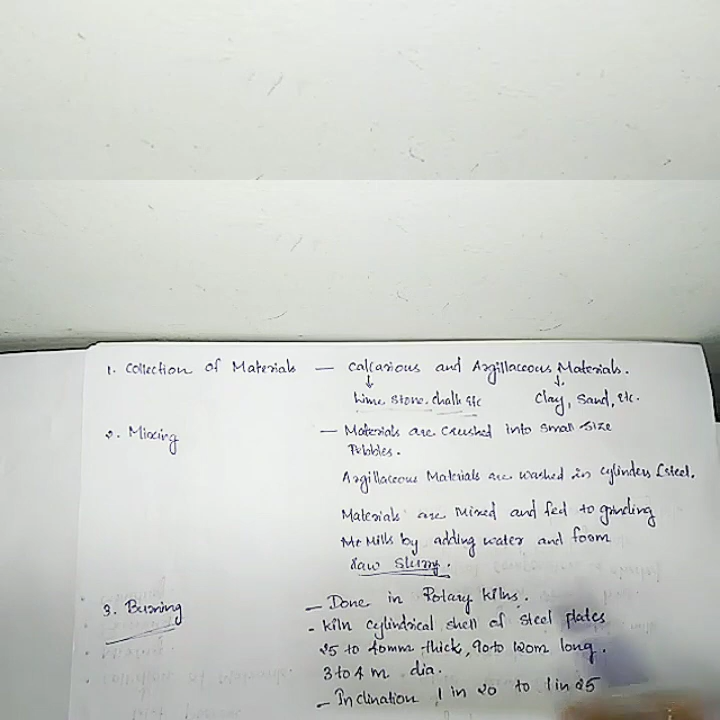 1. Collection of Materials — Calcarious and Argillaceous Materials.
Lime stone, chalk etc Clay, Sand, etc.
2. Mixing — Materials are crushed into small size
Pebbles.
Argillaceous Materials are washed in cylinders [steel.
Materials are Mixed and fed to grinding
Mills by adding water and foom
raw Slurry.
3. Burning — Done in Rotary kilns.
- Kiln cylindrical shell of steel plates
25 to 40mm thick, 90 to 120m long.
3 to 4 m dia.
- Inclination 1 in 20 to 1 in 25